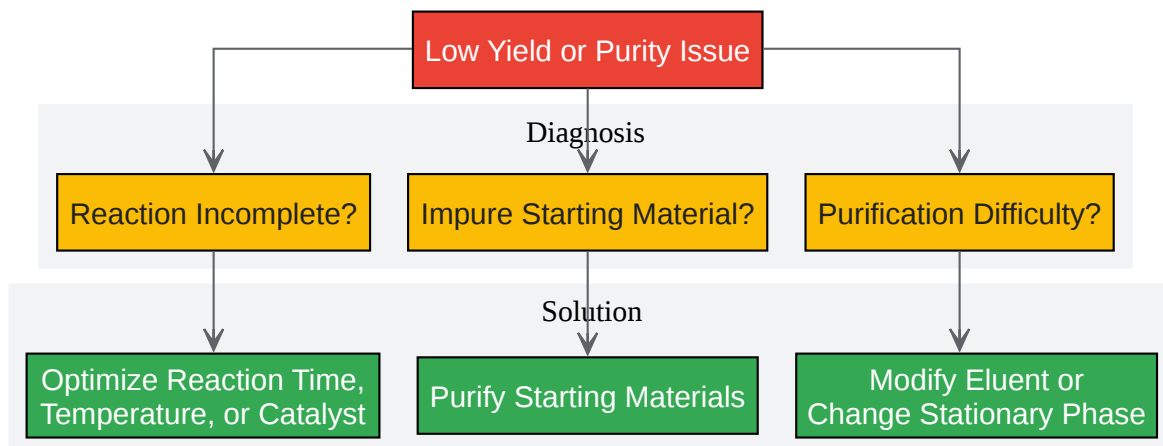 Low Yield or Purity Issue
Diagnosis
Reaction Incomplete?
Impure Starting Material?
Purification Difficulty?
Solution
Optimize Reaction Time,
Temperature, or Catalyst
Purify Starting Materials
Modify Eluent or
Change Stationary Phase